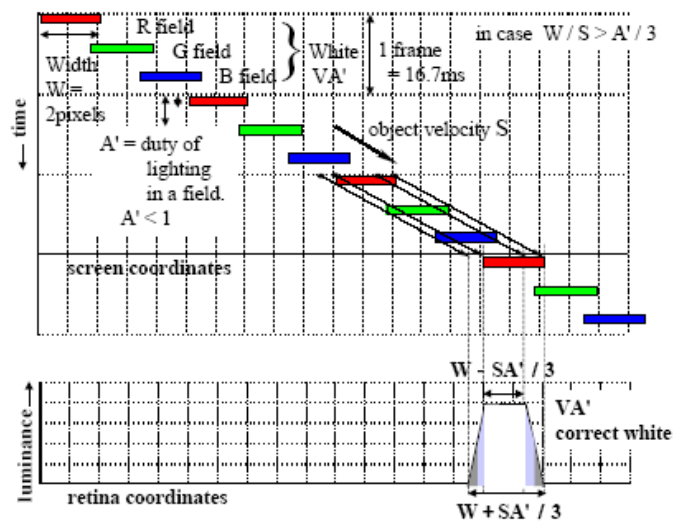 R field
G field
B field
White
VA'
1 frame
= 16.7ms
in case W / S > A' / 3
Width
W =
2pixels
time
A' = duty of
lighting
in a field.
A' < 1
object velocity S
screen coordinates
W - SA' / 3
VA'
correct white
luminance
retina coordinates
W + SA' / 3